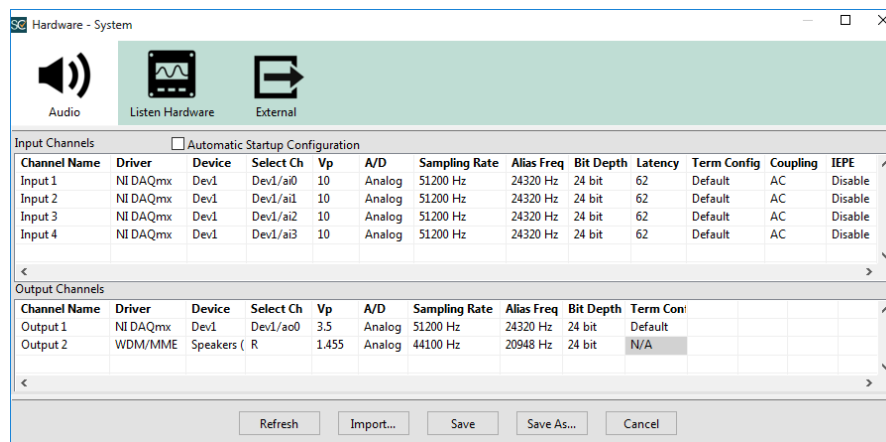 SC Hardware - System
Audio Listen Hardware External
Input Channels Automatic Startup Configuration
Channel Name Driver Device Select Ch Vp A/D Sampling Rate Alias Freq Bit Depth Latency Term Config Coupling IEPE
Input 1 NI DAQmx Dev1 Dev1/ai0 10 Analog 51200 Hz 24320 Hz 24 bit 62 Default AC Disable
Input 2 NI DAQmx Dev1 Dev1/ai1 10 Analog 51200 Hz 24320 Hz 24 bit 62 Default AC Disable
Input 3 NI DAQmx Dev1 Dev1/ai2 10 Analog 51200 Hz 24320 Hz 24 bit 62 Default AC Disable
Input 4 NI DAQmx Dev1 Dev1/ai3 10 Analog 51200 Hz 24320 Hz 24 bit 62 Default AC Disable
Output Channels
Channel Name Driver Device Select Ch Vp A/D Sampling Rate Alias Freq Bit Depth Term Con
Output 1 NI DAQmx Dev1 Dev1/ao0 3.5 Analog 51200 Hz 24320 Hz 24 bit Default
Output 2 WDM/MME Speakers ( R 1.455 Analog 44100 Hz 20948 Hz 24 bit N/A
Refresh Import... Save Save As... Cancel